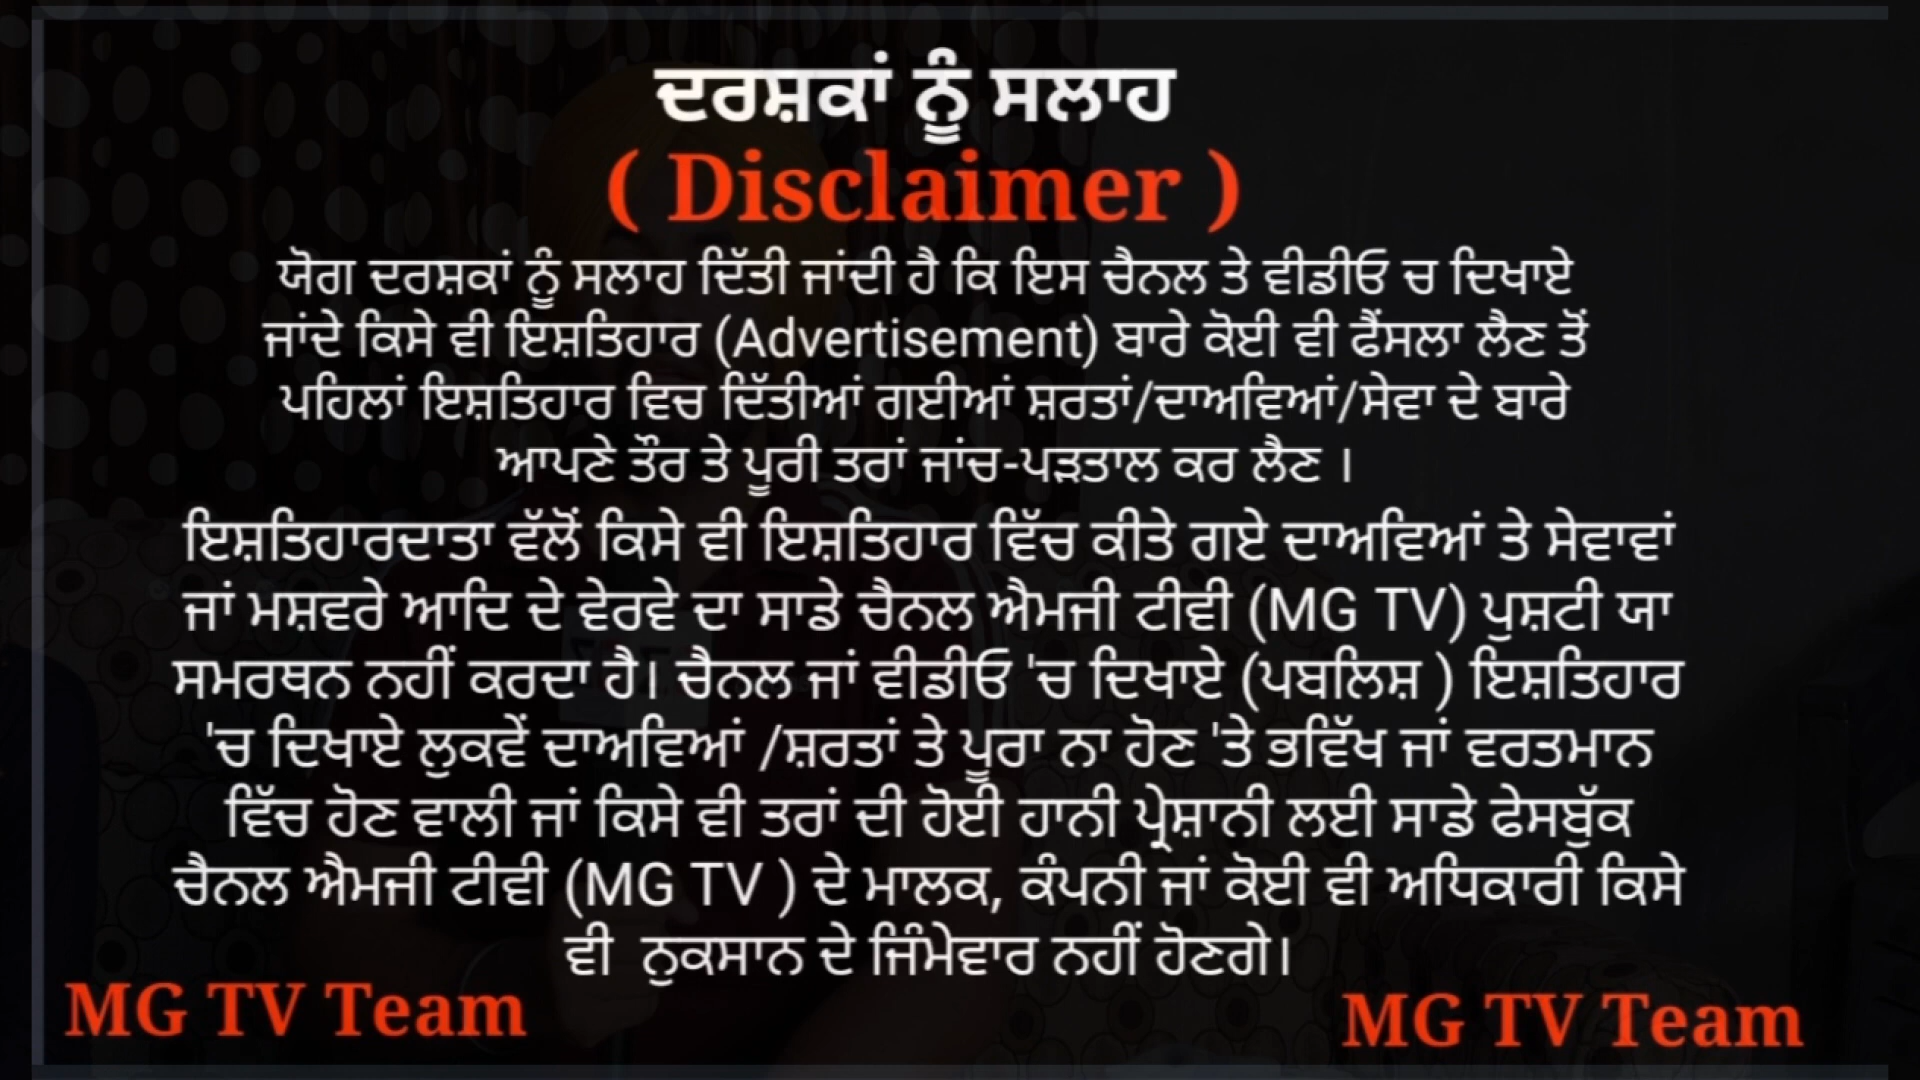 ਦਰਸ਼ਕਾਂ ਨੂੰ ਸਲਾਹ
( Disclaimer )
ਯੋਗ ਦਰਸ਼ਕਾਂ ਨੂੰ ਸਲਾਹ ਦਿੱਤੀ ਜਾਂਦੀ ਹੈ ਕਿ ਇਸ ਚੈਨਲ ਤੇ ਵੀਡੀਓ ਚ ਦਿਖਾਏ
ਜਾਂਦੇ ਕਿਸੇ ਵੀ ਇਸ਼ਤਿਹਾਰ (Advertisement) ਬਾਰੇ ਕੋਈ ਵੀ ਫੈਂਸਲਾ ਲੈਣ ਤੋਂ
ਪਹਿਲਾਂ ਇਸ਼ਤਿਹਾਰ ਵਿਚ ਦਿੱਤੀਆਂ ਗਈਆਂ ਸ਼ਰਤਾਂ/ਦਾਅਵਿਆਂ/ਸੇਵਾ ਦੇ ਬਾਰੇ
ਆਪਣੇ ਤੌਰ ਤੇ ਪੂਰੀ ਤਰਾਂ ਜਾਂਚ-ਪੜਤਾਲ ਕਰ ਲੈਣ ।
ਇਸ਼ਤਿਹਾਰਦਾਤਾ ਵੱਲੋਂ ਕਿਸੇ ਵੀ ਇਸ਼ਤਿਹਾਰ ਵਿੱਚ ਕੀਤੇ ਗਏ ਦਾਅਵਿਆਂ ਤੇ ਸੇਵਾਵਾਂ
ਜਾਂ ਮਸ਼ਵਰੇ ਆਦਿ ਦੇ ਵੇਰਵੇ ਦਾ ਸਾਡੇ ਚੈਨਲ ਐਮਜੀ ਟੀਵੀ (MG TV) ਪੁਸ਼ਟੀ ਯਾ
ਸਮਰਥਨ ਨਹੀਂ ਕਰਦਾ ਹੈ। ਚੈਨਲ ਜਾਂ ਵੀਡੀਓ 'ਚ ਦਿਖਾਏ (ਪਬਲਿਸ਼ ) ਇਸ਼ਤਿਹਾਰ
'ਚ ਦਿਖਾਏ ਲੁਕਵੇਂ ਦਾਅਵਿਆਂ /ਸ਼ਰਤਾਂ ਤੇ ਪੂਰਾ ਨਾ ਹੋਣ 'ਤੇ ਭਵਿੱਖ ਜਾਂ ਵਰਤਮਾਨ
ਵਿੱਚ ਹੋਣ ਵਾਲੀ ਜਾਂ ਕਿਸੇ ਵੀ ਤਰਾਂ ਦੀ ਹੋਈ ਹਾਨੀ ਪ੍ਰੇਸ਼ਾਨੀ ਲਈ ਸਾਡੇ ਫੇਸਬੁੱਕ
ਚੈਨਲ ਐਮਜੀ ਟੀਵੀ (MG TV ) ਦੇ ਮਾਲਕ, ਕੰਪਨੀ ਜਾਂ ਕੋਈ ਵੀ ਅਧਿਕਾਰੀ ਕਿਸੇ
ਵੀ  ਨੁਕਸਾਨ ਦੇ ਜਿੰਮੇਵਾਰ ਨਹੀਂ ਹੋਣਗੇ।
MG TV Team
MG TV Team